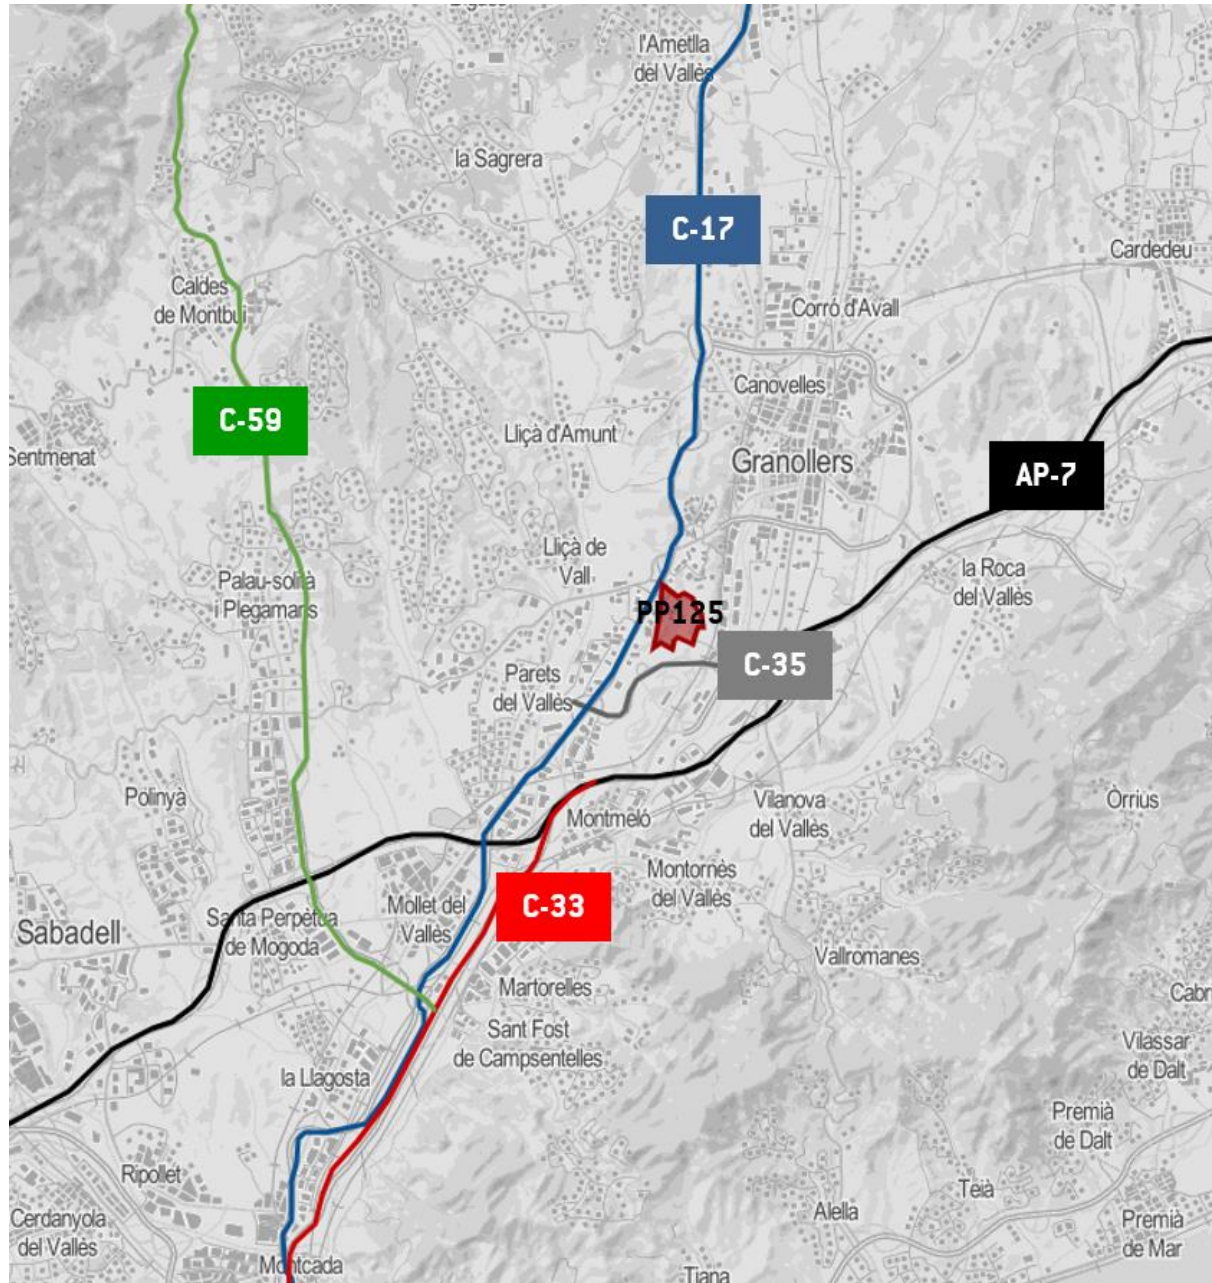 l'Ametlla
del Vallès
la Sagrera
C-17
Cardedeu
Caldes
de Montbui
Corró d'Avall
Canovelles
C-59
Lliçà d'Amunt
Sentmenat
Granollers
AP-7
Lliçà de
Vall
la Roca
del Vallès
Palau-solità
i Plegamans
PP125
C-35
Parets
del Vallès
Polinyà
Montmeló
Vilanova
del Vallès
Òrrius
Montornès
del Vallès
C-33
Mollet del
Vallès
Santa Perpètua
de Mogoda
Sabadell
Vallromanes
Martorelles
Cabr
Sant Fost
de Campsentelles
Vilassar
de Dalt
la Llagosta
Premià
de Dalt
Ripollet
Teià
Alella
Cerdanyola
del Vallès
Premià
de Mar
Montcada
Tiana